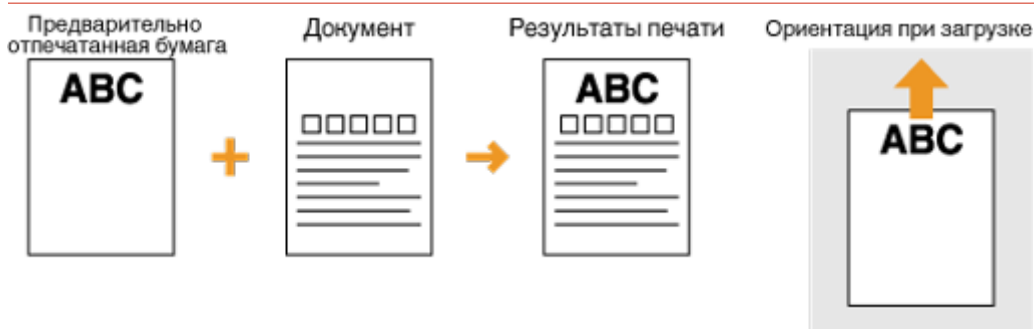 Предварительно
отпечатанная бумага
Документ
Результаты печати
Ориентация при загрузке
ABC
ABC
ABC